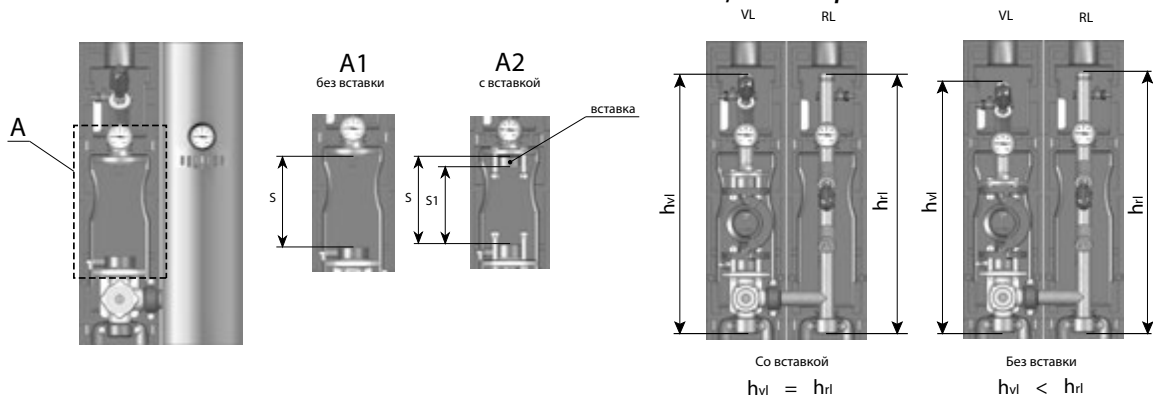 VL
RL
VL
RL
A1
без вставки
A2
с вставкой
вставка
A
S
S
S1
hvl
hrl
hvl
hrl
Со вставкой
hvl = hrl
Без вставки
hvl < hrl